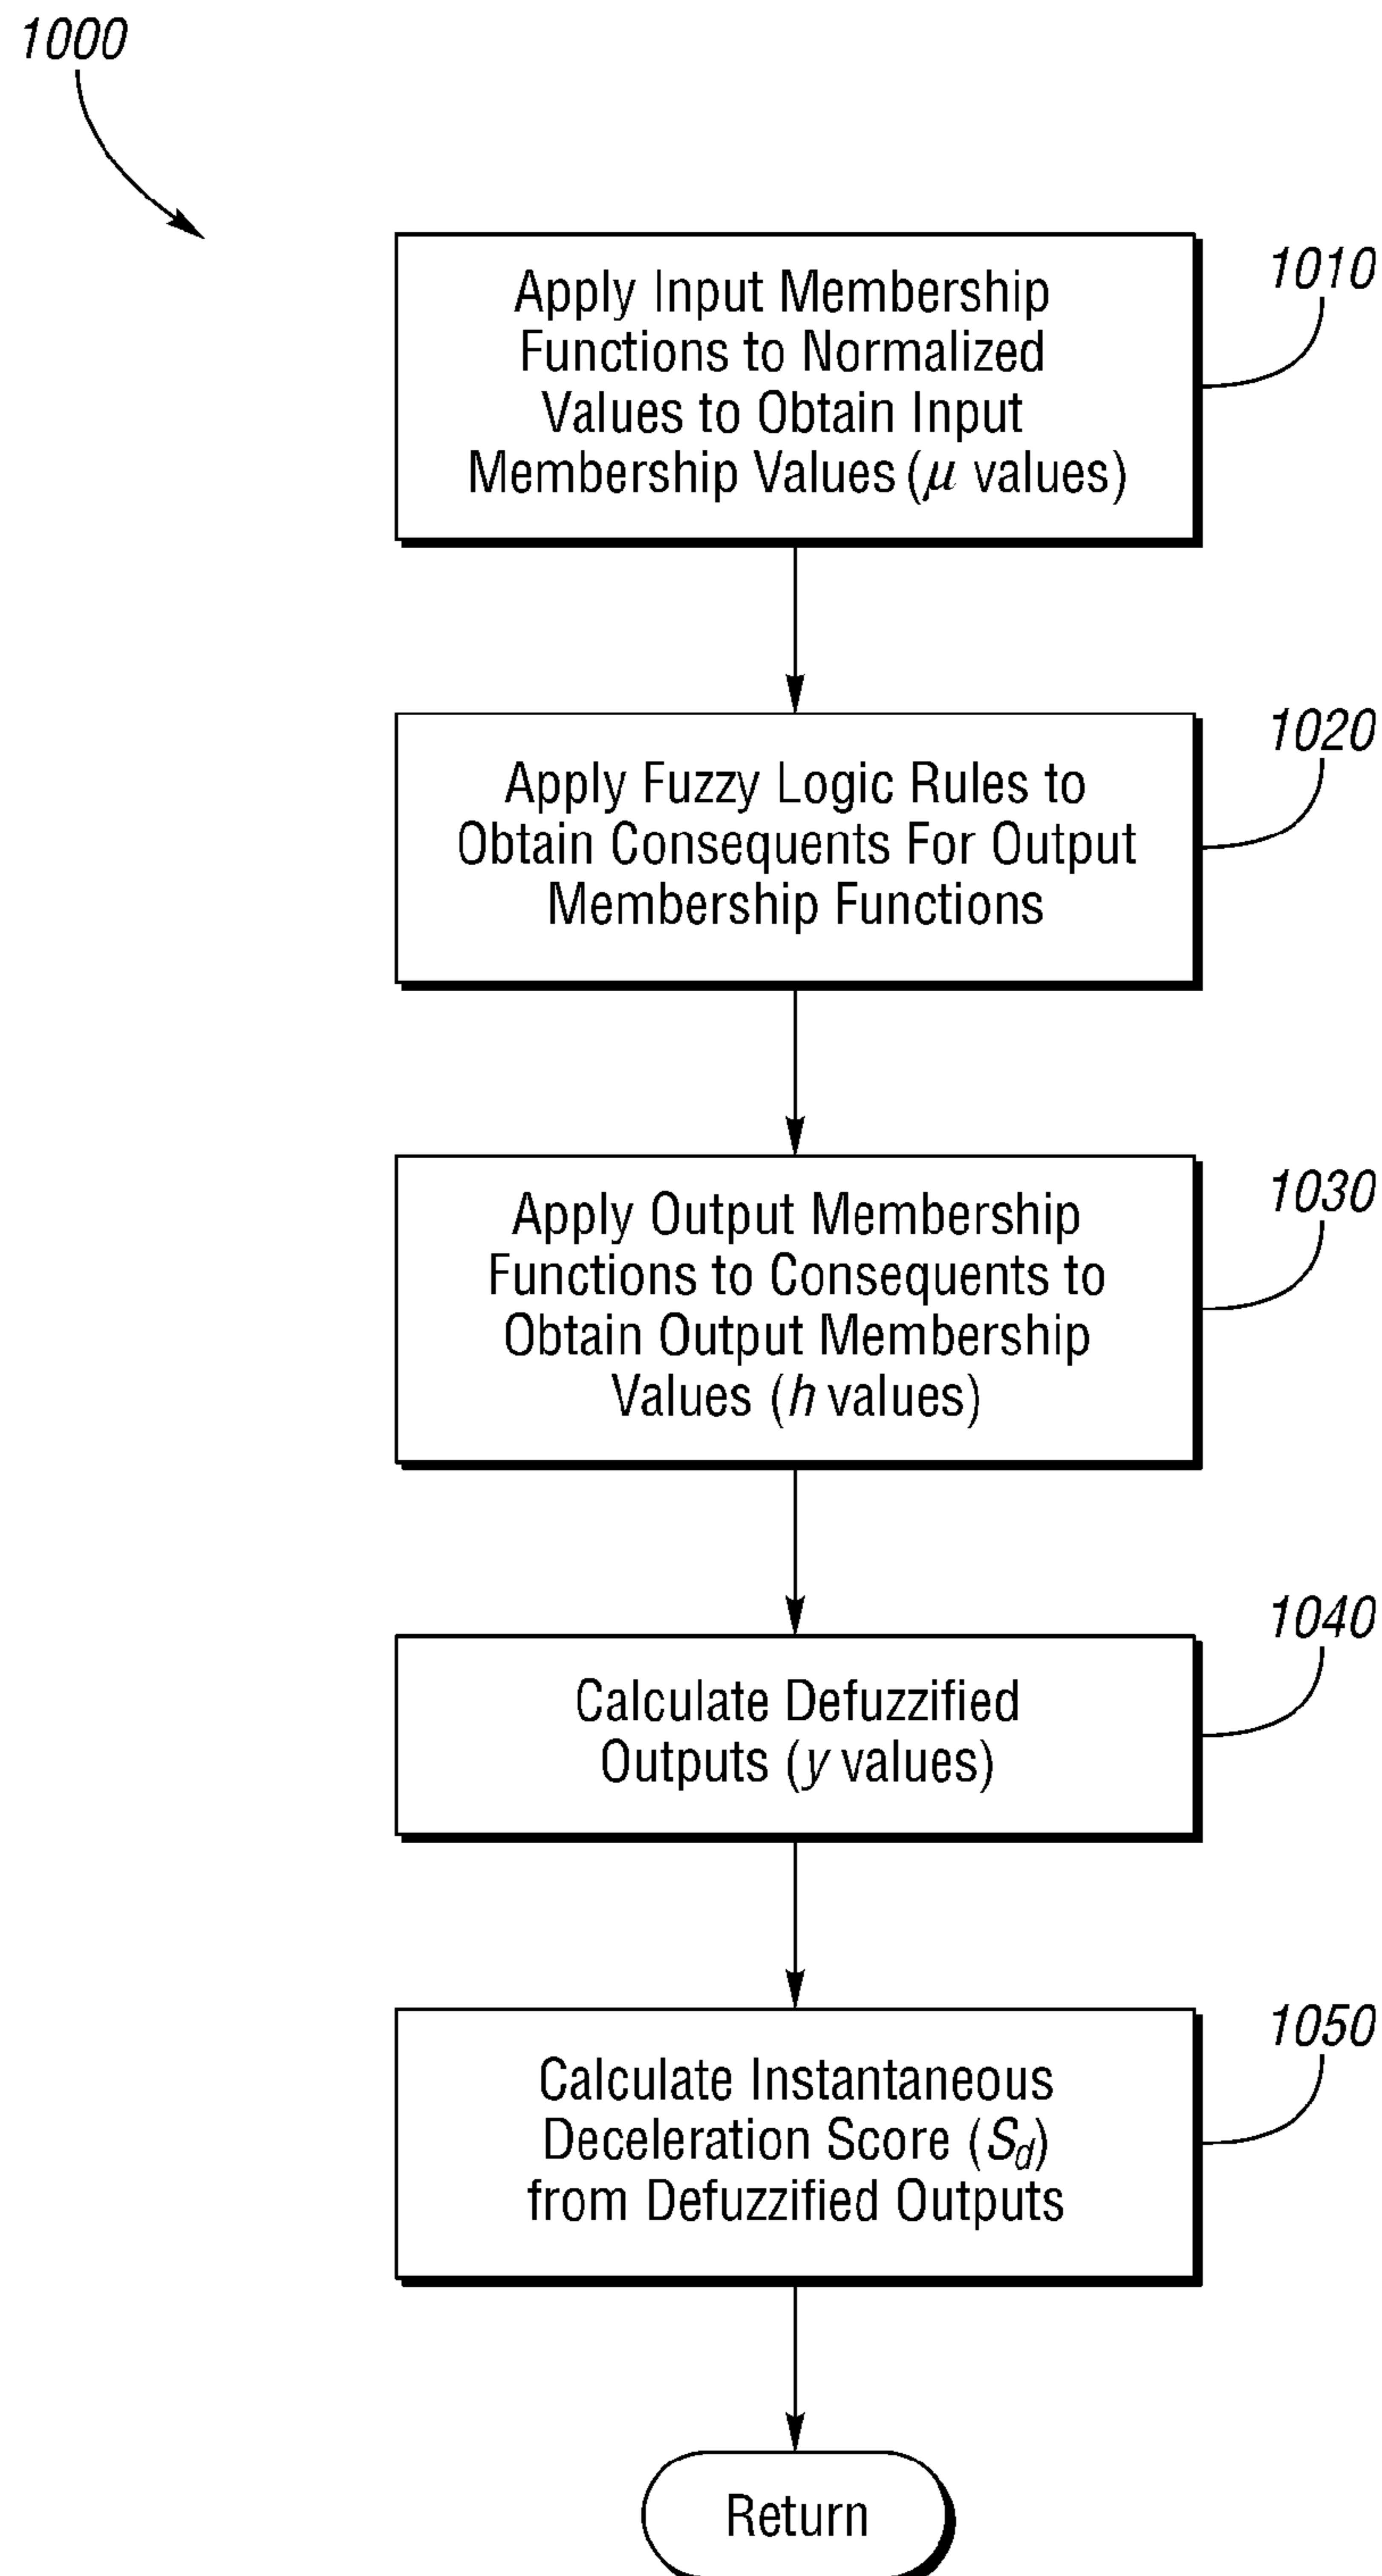 1000
Apply Input Membership
Functions to Normalized
Values to Obtain Input
Membership Values (μ values)
1010
Apply Fuzzy Logic Rules to
Obtain Consequents For Output
Membership Functions
1020
Apply Output Membership
Functions to Consequents to
Obtain Output Membership
Values (h values)
1030
Calculate Defuzzified
Outputs (y values)
1040
Calculate Instantaneous
Deceleration Score (Sd)
from Defuzzified Outputs
1050
Return